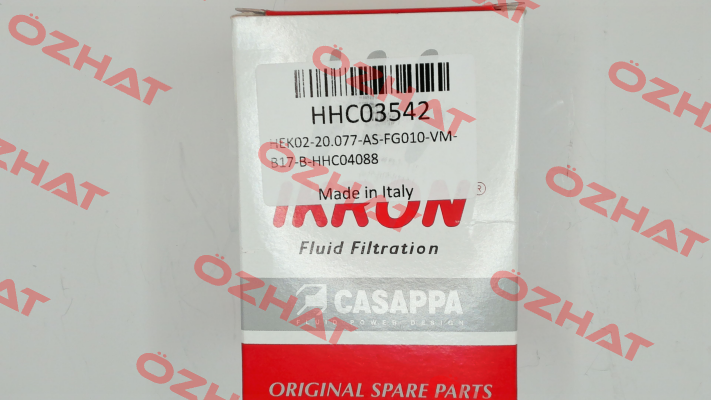 HHC03542
HEK02-20.077-AS-FG010-VM-
B17-B-HHC04088
Made in Italy
IKRON®
Fluid Filtration
CASAPPA
FLUID POWER DESIGN
ORIGINAL SPARE PARTS
ÖZHAT
ÖZHAT
ÖZHAT
ÖZHAT
ÖZHAT
ÖZHAT
ÖZHAT
ÖZHAT
ÖZHAT